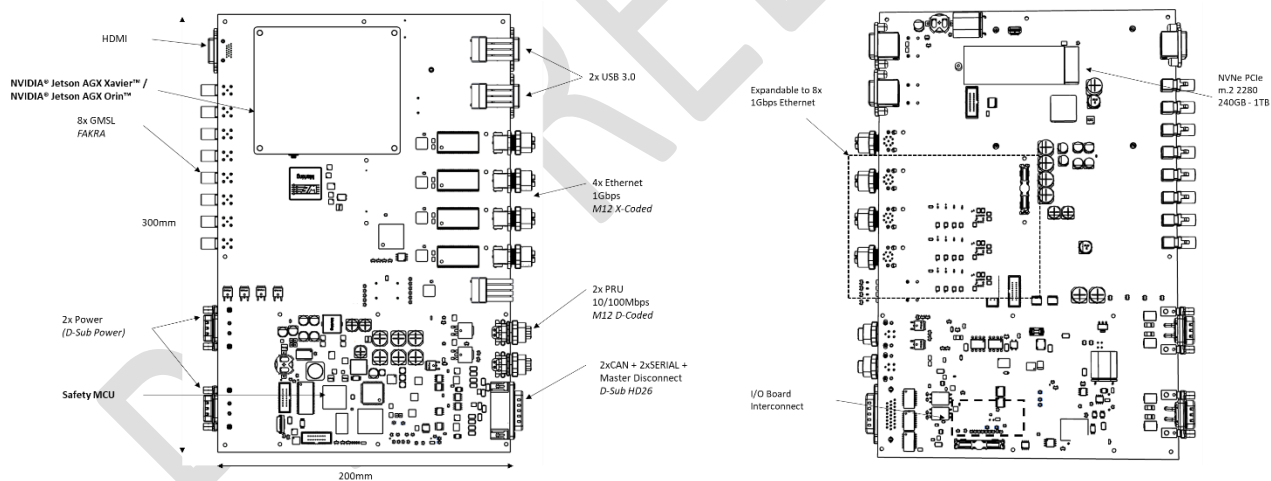 HDMI
NVIDIA® Jetson AGX Xavier™ /
NVIDIA® Jetson AGX Orin™
8x GMSL
FAKRA
300mm
2x Power
(D-Sub Power)
Safety MCU
200mm
2x USB 3.0
4x Ethernet
1Gbps
M12 X-Coded
2x PRU
10/100Mbps
M12 D-Coded
2xCAN + 2xSERIAL +
Master Disconnect
D-Sub HD26
Expandable to 8x
1Gbps Ethernet
I/O Board
Interconnect
NVNe PCIe
m.2 2280
240GB - 1TB